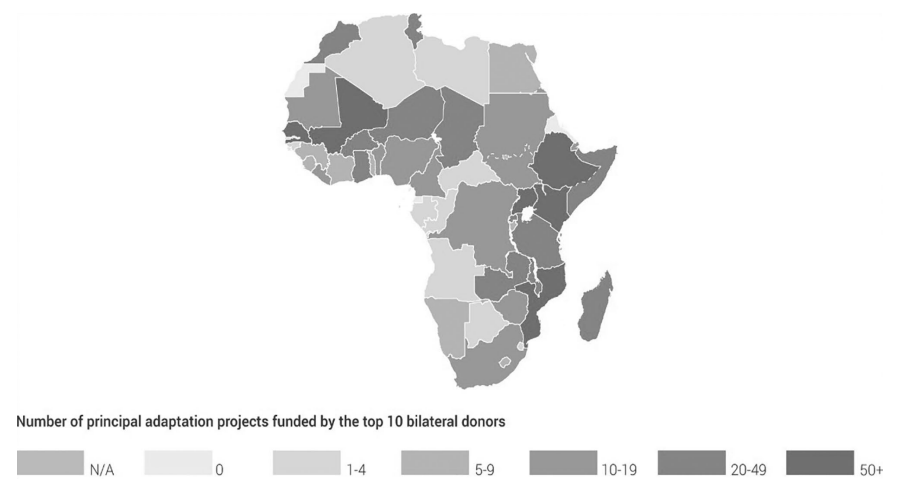 Number of principal adaptation projects funded by the top 10 bilateral donors
N/A 0 1-4 5-9 10-19 20-49 50+